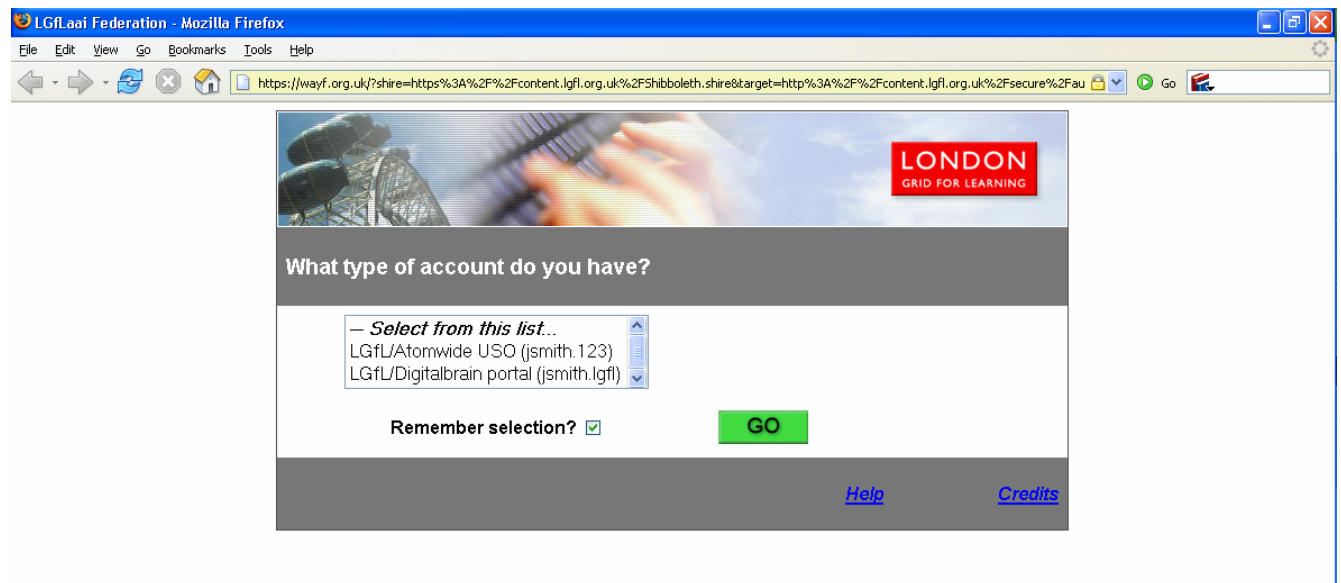 LGfLaai Federation - Mozilla Firefox
File Edit View Go Bookmarks Tools Help
https://wayf.org.uk/?shire=https%3A%2F%2Fcontent.lgfl.org.uk%2FShibboleth.shire&target=http%3A%2F%2Fcontent.lgfl.org.uk%2Fsecure%2Fau Go
LONDON
GRID FOR LEARNING
What type of account do you have?
— Select from this list...
LGfL/Atomwide USO (jsmith.123)
LGfL/Digitalbrain portal (jsmith.lgfl)
Remember selection? GO
Help Credits